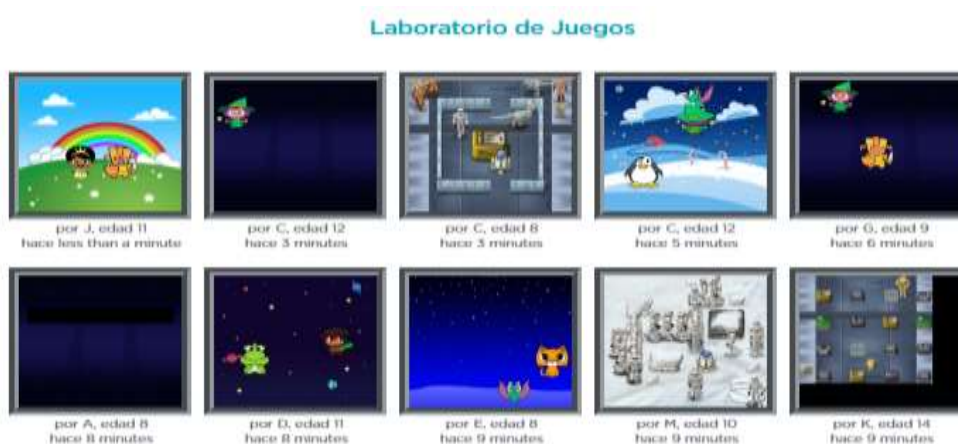 Laboratorio de Juegos
por J, edad 11
hace less than a minute
por C, edad 12
hace 3 minutes
por C, edad 8
hace 3 minutes
por C, edad 12
hace 5 minutes
por G, edad 9
hace 6 minutes
por A, edad 8
hace 8 minutes
por D, edad 11
hace 8 minutes
por E, edad 8
hace 9 minutes
por M, edad 10
hace 9 minutes
por K, edad 14
hace 9 minutes